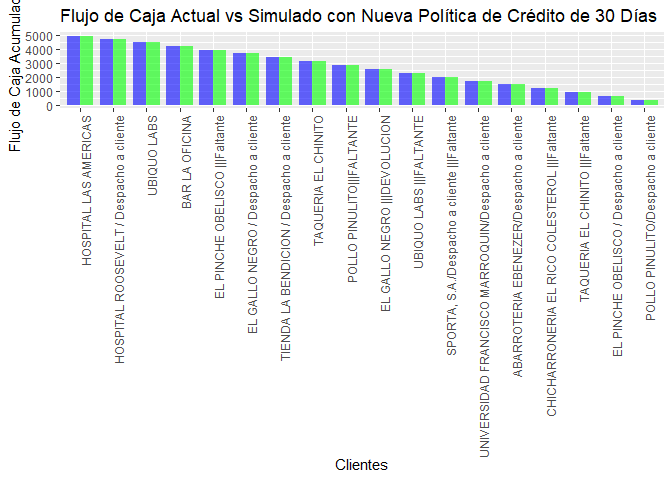 Flujo de Caja Actual vs Simulado con Nueva Política de Crédito de 30 Días
Flujo de Caja Acumulad
5000
4000
3000
2000
1000
0
HOSPITAL LAS AMERICAS
HOSPITAL ROOSEVELT / Despacho a cliente
UBIQUO LABS
BAR LA OFICINA
EL PINCHE OBELISCO |||Faltante
EL GALLO NEGRO / Despacho a cliente
TIENDA LA BENDICION / Despacho a cliente
TAQUERIA EL CHINITO
POLLO PINULITO|||FALTANTE
EL GALLO NEGRO |||DEVOLUCION
UBIQUO LABS |||FALTANTE
SPORTA, S.A./Despacho a cliente |||Faltante
UNIVERSIDAD FRANCISCO MARROQUIN/Despacho a cliente
ABARROTERIA EBENEZER/Despacho a cliente
CHICHARRONERIA EL RICO COLESTEROL |||Faltante
TAQUERIA EL CHINITO |||Faltante
EL PINCHE OBELISCO / Despacho a cliente
POLLO PINULITO/Despacho a cliente
Clientes